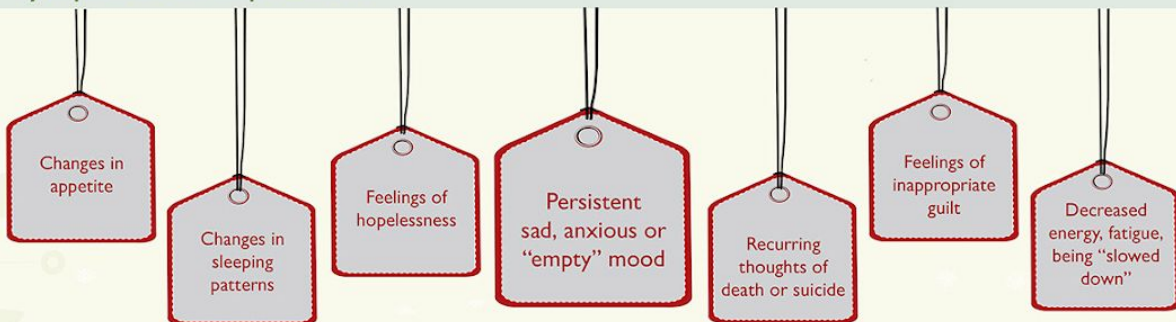 Changes in
appetite
Changes in
sleeping
patterns
Feelings of
hopelessness
Persistent
sad, anxious or
“empty” mood
Recurring
thoughts of
death or suicide
Feelings of
inappropriate
guilt
Decreased
energy, fatigue,
being “slowed
down”